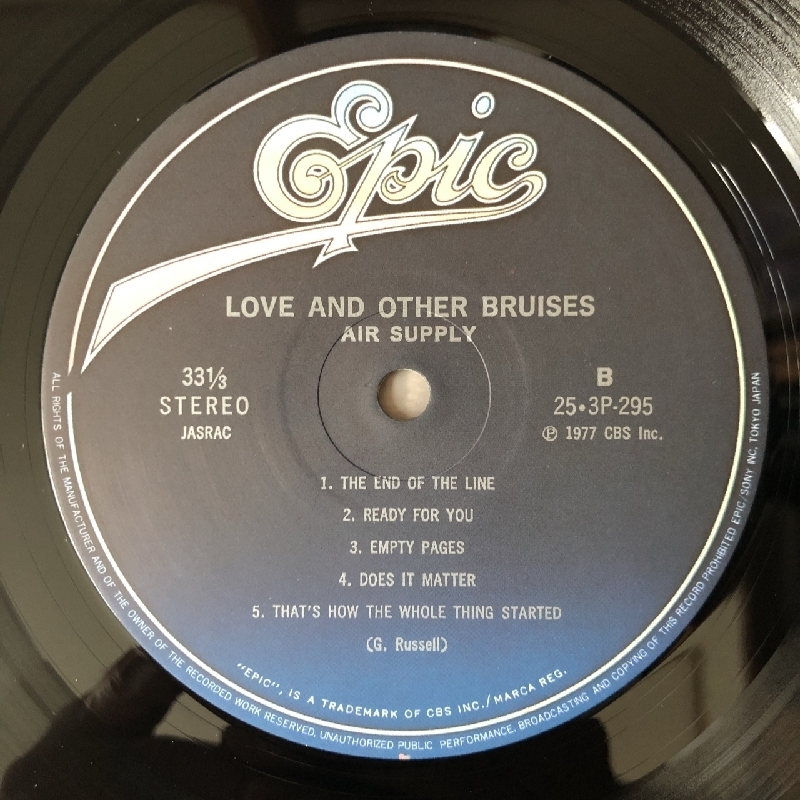 Epic
LOVE AND OTHER BRUISES
AIR SUPPLY
33⅓
STEREO
JASRAC
B
25•3P-295
℗ 1977 CBS Inc.
1. THE END OF THE LINE
2. READY FOR YOU
3. EMPTY PAGES
4. DOES IT MATTER
5. THAT'S HOW THE WHOLE THING STARTED
(G. Russell)
"EPIC", IS A TRADEMARK OF CBS INC./MARCA REG.
ALL RIGHTS OF THE MANUFACTURER AND OF THE OWNER OF THE RECORDED WORK RESERVED. UNAUTHORIZED PUBLIC PERFORMANCE, BROADCASTING AND COPYING OF THIS RECORD PROHIBITED EPIC/SONY INC, TOKYO JAPAN